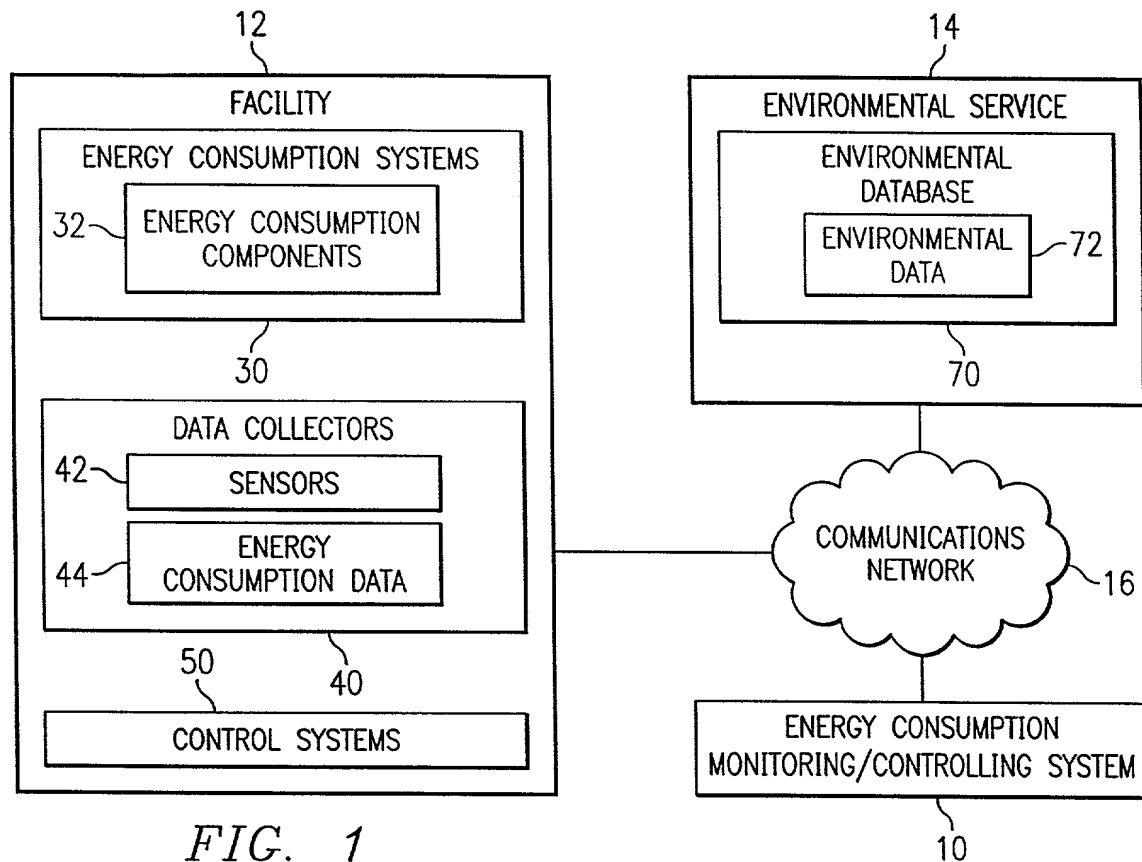 12
FACILITY
ENERGY CONSUMPTION SYSTEMS
32
ENERGY CONSUMPTION
COMPONENTS
30
DATA COLLECTORS
42
SENSORS
44
ENERGY
CONSUMPTION DATA
40
50
CONTROL SYSTEMS
14
ENVIRONMENTAL SERVICE
ENVIRONMENTAL
DATABASE
ENVIRONMENTAL
DATA
72
70
COMMUNICATIONS
NETWORK
16
ENERGY CONSUMPTION
MONITORING/CONTROLLING SYSTEM
10
FIG. 1